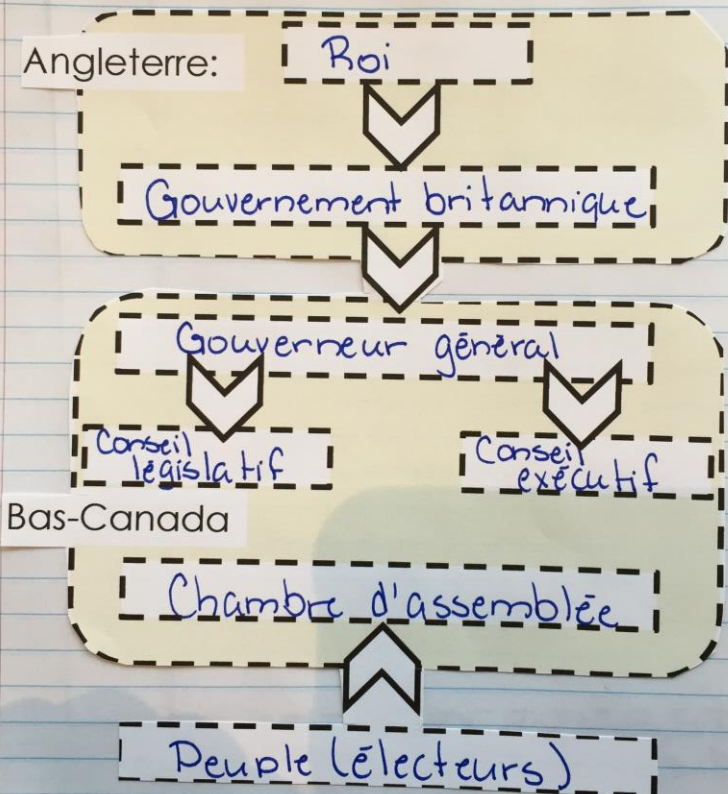 Angleterre:
Roi
Gouvernement britannique
Gouverneur général
Conseil
législatif
Conseil
exécutif
Bas-Canada
Chambre d'assemblée
Peuple (électeurs)